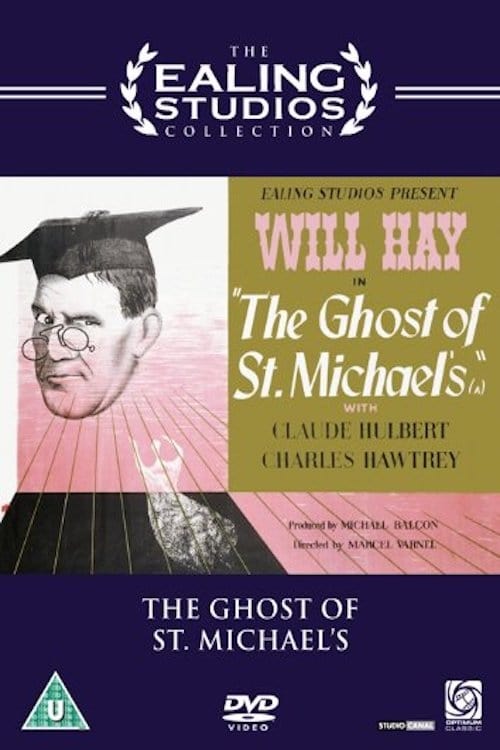 THE
EALING
STUDIOS
COLLECTION
EALING STUDIOS PRESENT
WILL HAY
IN
"The Ghost of
St. Michael's" (A)
WITH
CLAUDE HULBERT
CHARLES HAWTREY
Produced by MICHAEL BALCON
Directed by MARCEL VARNEL
THE GHOST OF
ST. MICHAEL'S
U
DVD
VIDEO
STUDIO CANAL
OPTIMUM
CLASSIC